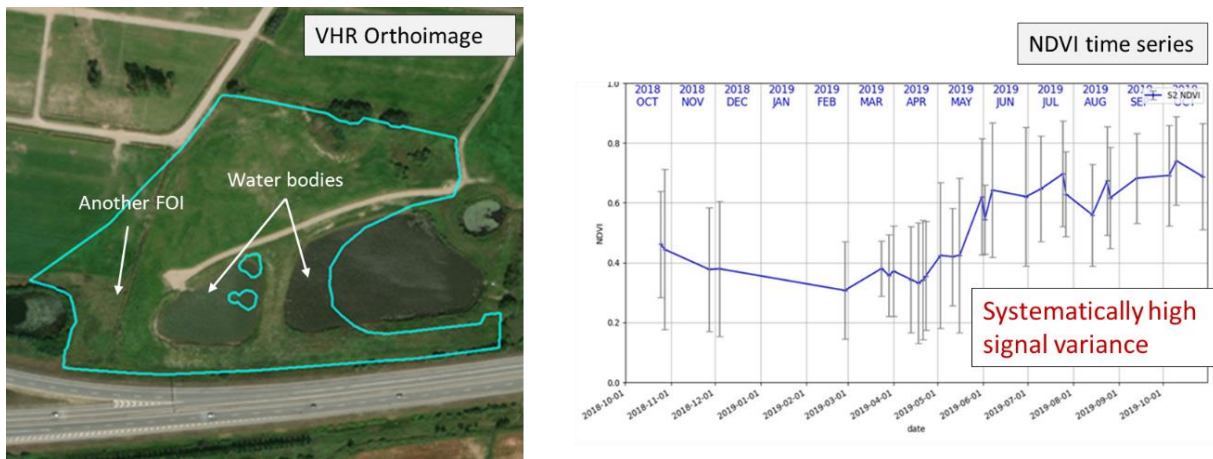 VHR Orthoimage
Another FOI
Water bodies
NDVI time series
1.0
0.8
0.6
0.4
0.2
0.0
NDVI
2018 2018 2018 2019 2019 2019 2019 2019 2019 2019 2019 2019
OCT NOV DEC JAN FEB MAR APR MAY JUN JUL AUG
S2 NDVI
Systematically high
signal variance
2018-10-01
2018-11-01
2018-12-01
2019-01-01
2019-02-01
2019-03-01
2019-04-01
2019-05-01
2019-06-01
2019-07-01
2019-08-01
2019-09-01
2019-10-01
date